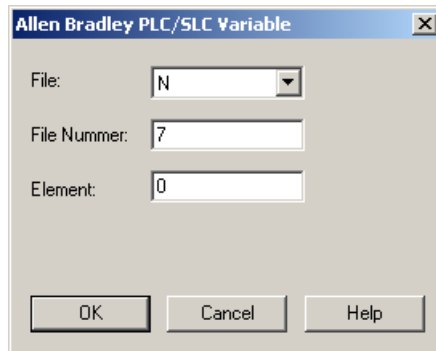 Allen Bradley PLC/SLC Variable
File: N
File Nummer: 7
Element: 0
OK Cancel Help